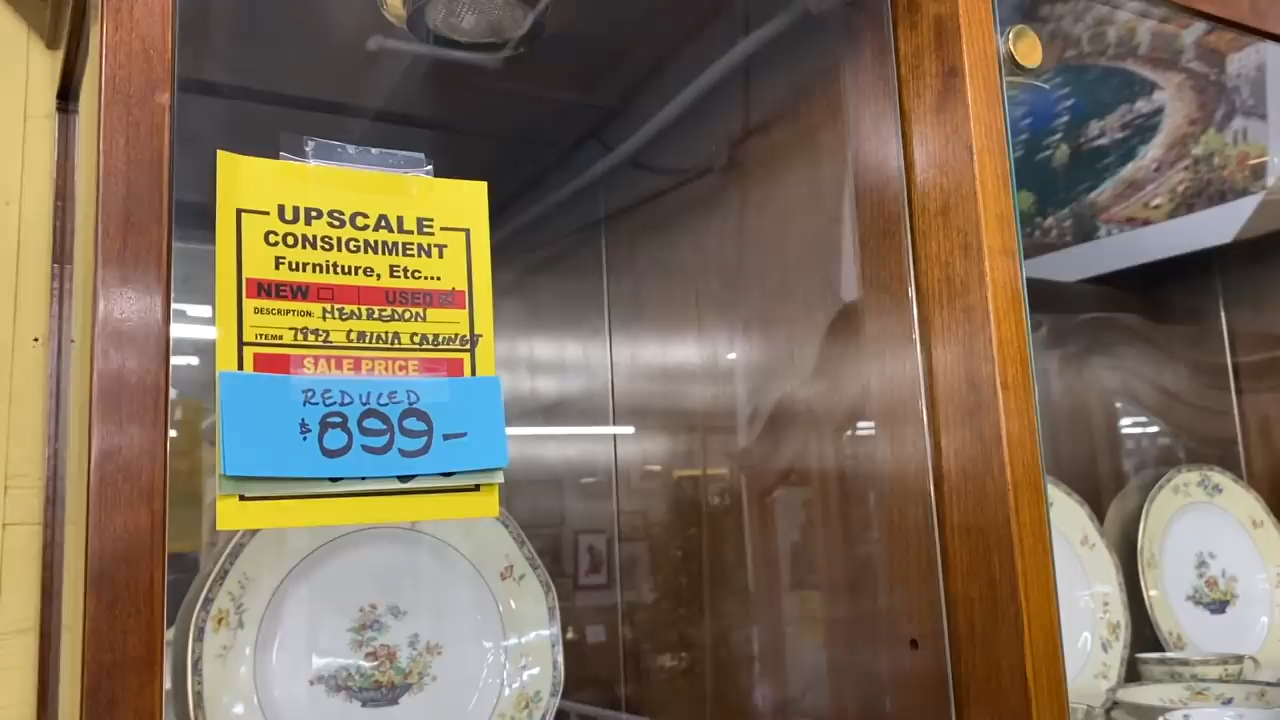 UPSCALE
CONSIGNMENT
Furniture, Etc...
NEW USED
DESCRIPTION: HENREDON
ITEM# 7992 CHINA CABINET
SALE PRICE
REDUCED
$899-